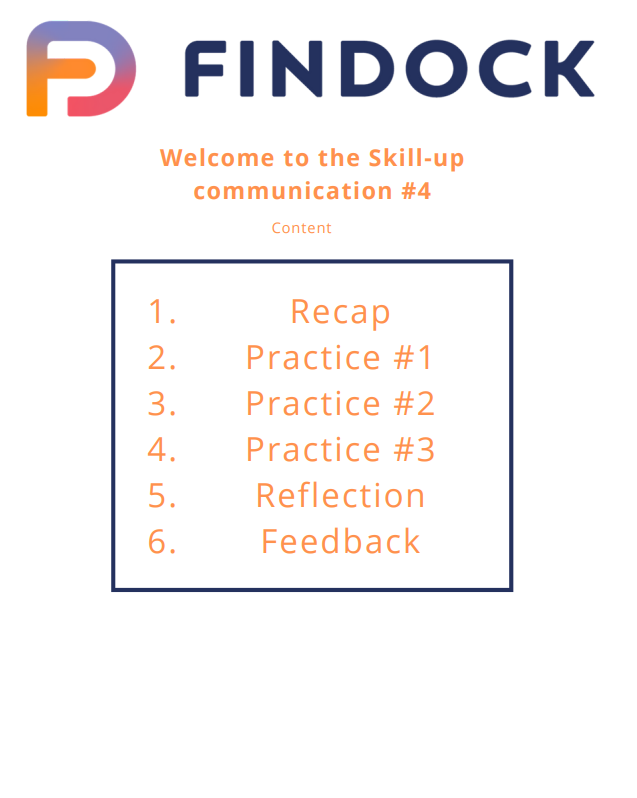 FINDOCK
Welcome to the Skill-up
communication #4
Content
1. Recap
2. Practice #1
3. Practice #2
4. Practice #3
5. Reflection
6. Feedback